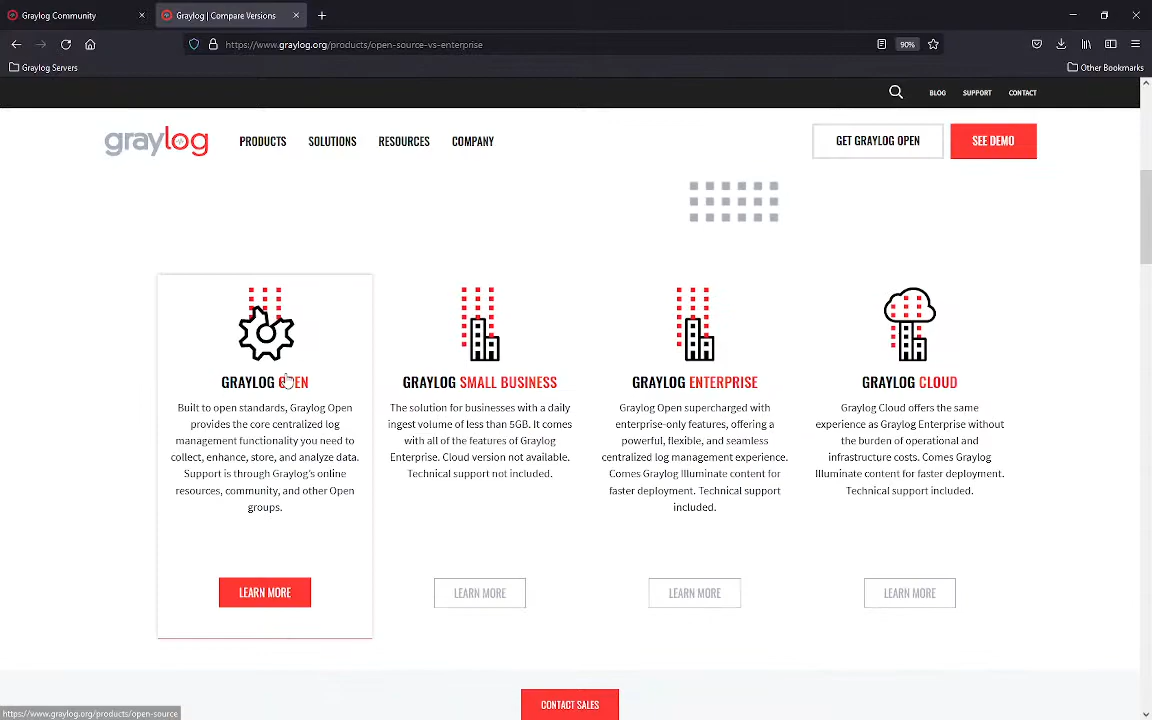 Graylog Community
Graylog | Compare Versions
https://www.graylog.org/products/open-source-vs-enterprise
90%
Graylog Servers
Other Bookmarks
BLOG
SUPPORT
CONTACT
graylog
PRODUCTS
SOLUTIONS
RESOURCES
COMPANY
GET GRAYLOG OPEN
SEE DEMO
GRAYLOG OPEN
Built to open standards, Graylog Open
provides the core centralized log
management functionality you need to
collect, enhance, store, and analyze data.
Support is through Graylog's online
resources, community, and other Open
groups.
LEARN MORE
GRAYLOG SMALL BUSINESS
The solution for businesses with a daily
ingest volume of less than 5GB. It comes
with all of the features of Graylog
Enterprise. Cloud version not available.
Technical support not included.
LEARN MORE
GRAYLOG ENTERPRISE
Graylog Open supercharged with
enterprise-only features, offering a
powerful, flexible, and seamless
centralized log management experience.
Comes Graylog Illuminate content for
faster deployment. Technical support
included.
LEARN MORE
GRAYLOG CLOUD
Graylog Cloud offers the same
experience as Graylog Enterprise without
the burden of operational and
infrastructure costs. Comes Graylog
Illuminate content for faster deployment.
Technical support included.
LEARN MORE
CONTACT SALES
https://www.graylog.org/products/open-source